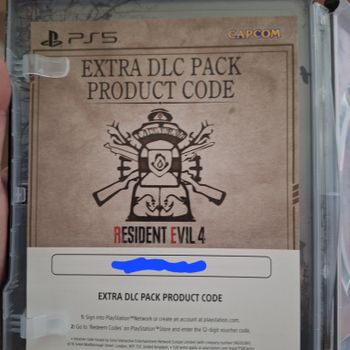 PS5
CAPCOM
EXTRA DLC PACK
PRODUCT CODE
RESIDENT EVIL 4
EXTRA DLC PACK PRODUCT CODE
1: Sign into PlayStation™Network or create an account at playstation.com.
2: Go to 'Redeem Codes' on PlayStation™Store and enter the 12-digit voucher code.